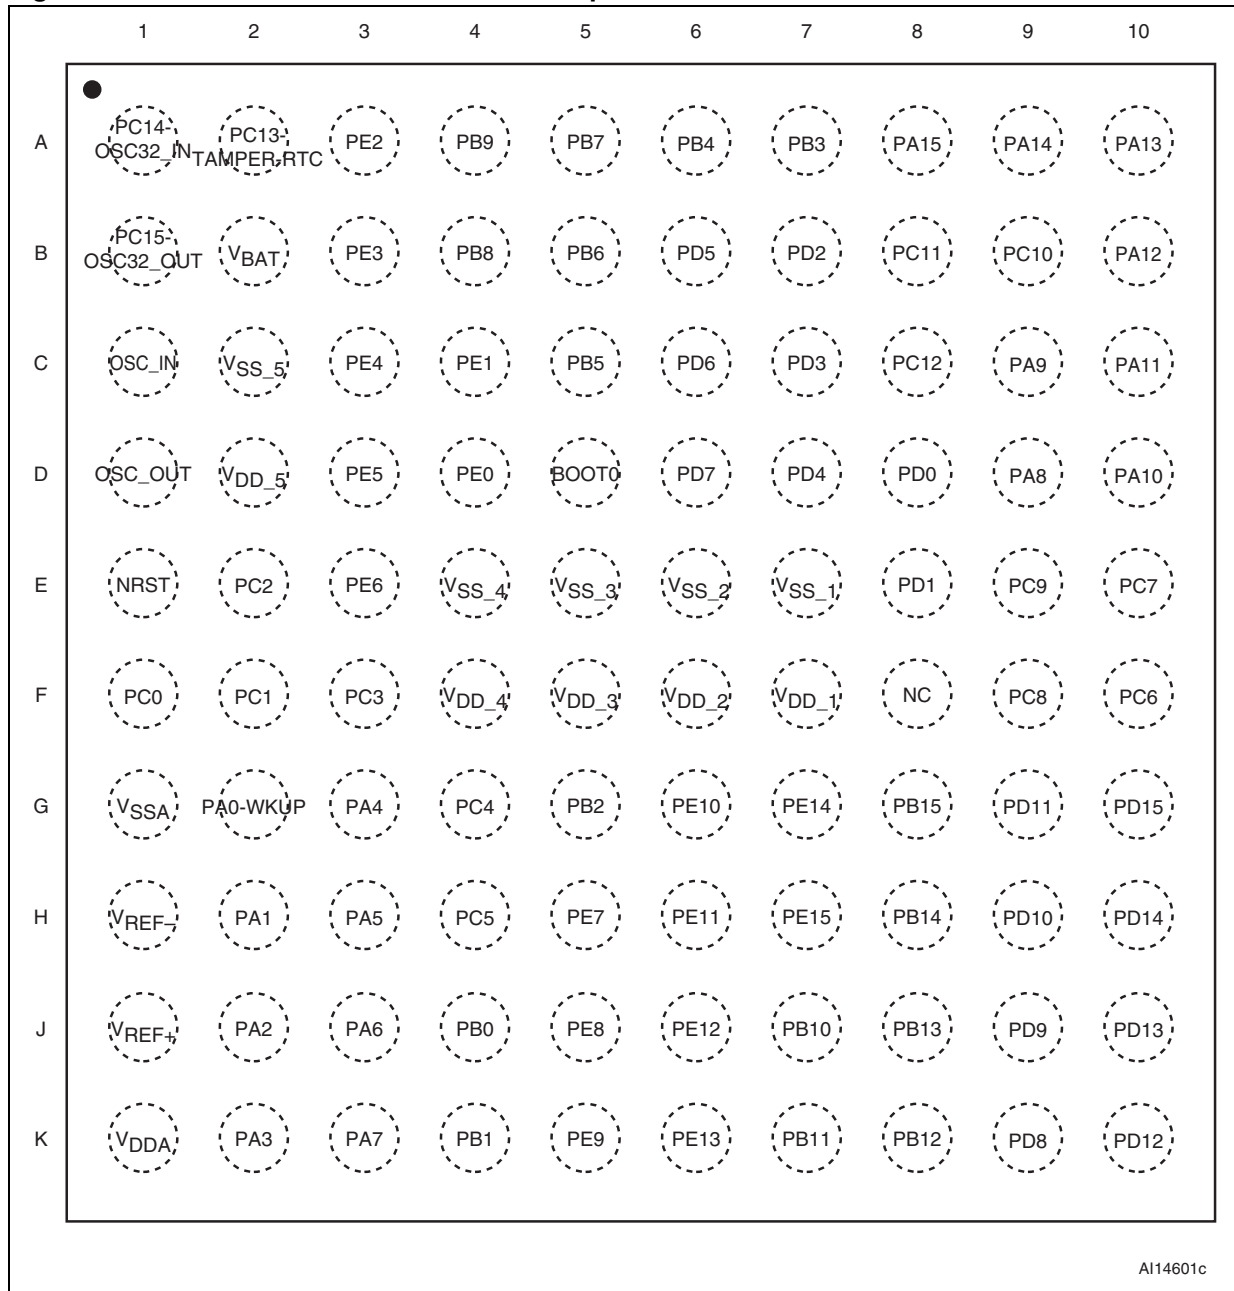 1 2 3 4 5 6 7 8 9 10
A PC14-OSC32_IN PC13-TAMPER-RTC PE2 PB9 PB7 PB4 PB3 PA15 PA14 PA13
B PC15-OSC32_OUT VBAT PE3 PB8 PB6 PD5 PD2 PC11 PC10 PA12
C OSC_IN VSS_5 PE4 PE1 PB5 PD6 PD3 PC12 PA9 PA11
D OSC_OUT VDD_5 PE5 PE0 BOOT0 PD7 PD4 PD0 PA8 PA10
E NRST PC2 PE6 VSS_4 VSS_3 VSS_2 VSS_1 PD1 PC9 PC7
F PC0 PC1 PC3 VDD_4 VDD_3 VDD_2 VDD_1 NC PC8 PC6
G VSSA PA0-WKUP PA4 PC4 PB2 PE10 PE14 PB15 PD11 PD15
H VREF– PA1 PA5 PC5 PE7 PE11 PE15 PB14 PD10 PD14
J VREF+ PA2 PA6 PB0 PE8 PE12 PB10 PB13 PD9 PD13
K VDDA PA3 PA7 PB1 PE9 PE13 PB11 PB12 PD8 PD12
AI14601c